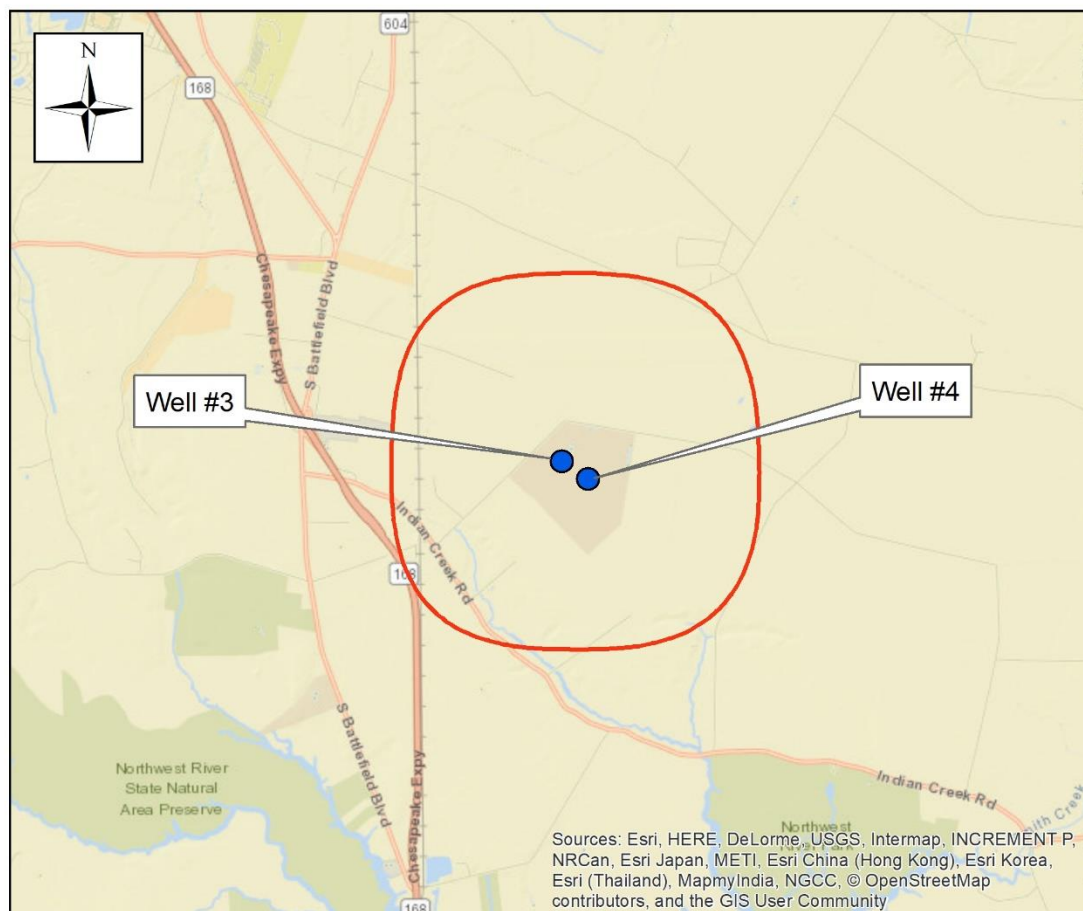 604
N
168
Chesapeake Expy
S Battlefield Blvd
Well #3
Well #4
Indian Creek Rd
168
S Battlefield Blvd
Chesapeake Expy
Northwest River
State Natural
Area Preserve
Indian Creek Rd
Northwest
River Park
Creek
Sources: Esri, HERE, DeLorme, USGS, Intermap, INCREMENT P,
NRCan, Esri Japan, METI, Esri China (Hong Kong), Esri Korea,
Esri (Thailand), MapmyIndia, NGCC, © OpenStreetMap
contributors, and the GIS User Community
168